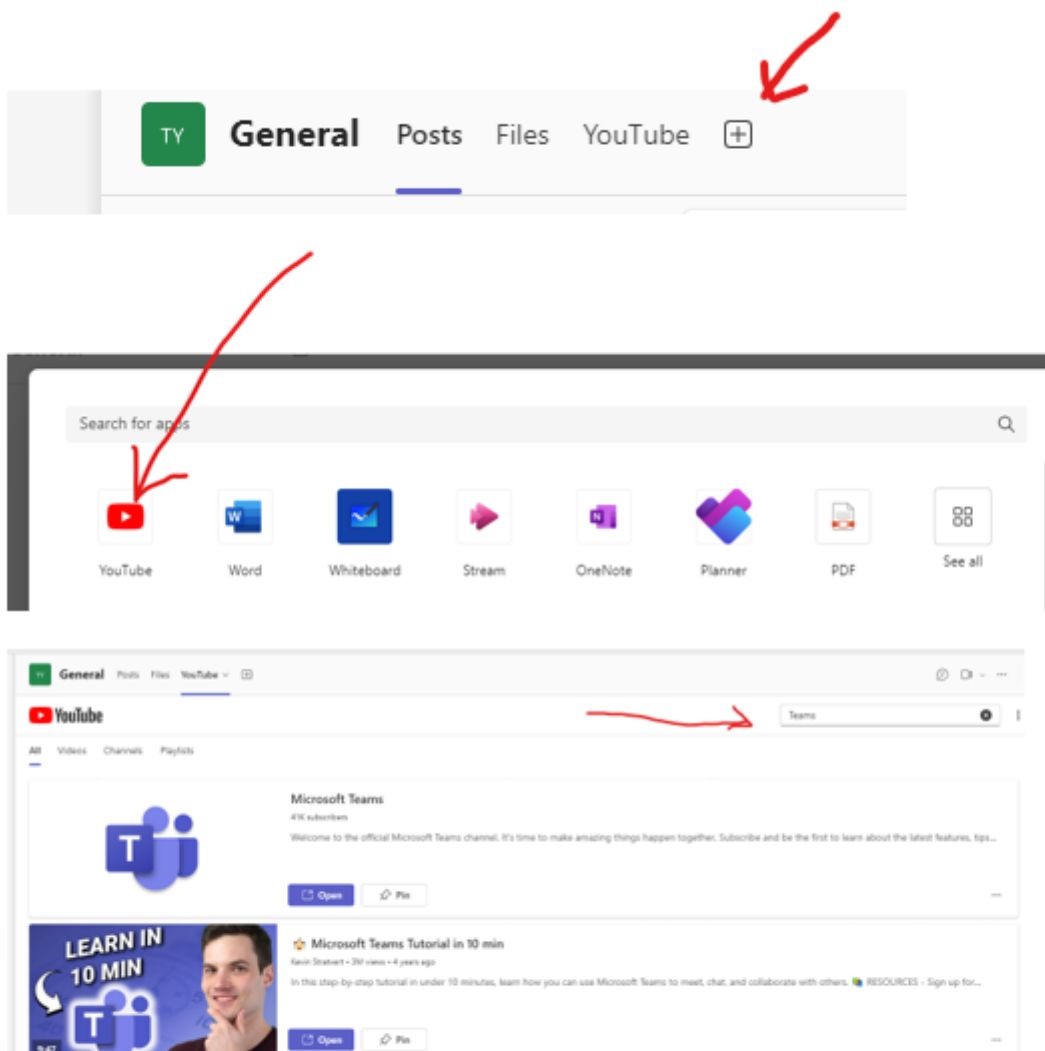 TY General Posts Files YouTube
Search for apps
YouTube Word Whiteboard Stream OneNote Planner PDF See all
TY General Posts Files YouTube
YouTube Teams
All Videos Channels Playlists
Microsoft Teams
41K subscribers
Welcome to the official Microsoft Teams channel. It's time to make amazing things happen together. Subscribe and be the first to learn about the latest features, tips...
T
Open Pin
LEARN IN
10 MIN
T
9:47
Microsoft Teams Tutorial in 10 min
Kevin Stratvert • 3M views • 4 years ago
In this step-by-step tutorial in under 10 minutes, learn how you can use Microsoft Teams to meet, chat, and collaborate with others. RESOURCES - Sign up for...
Open Pin